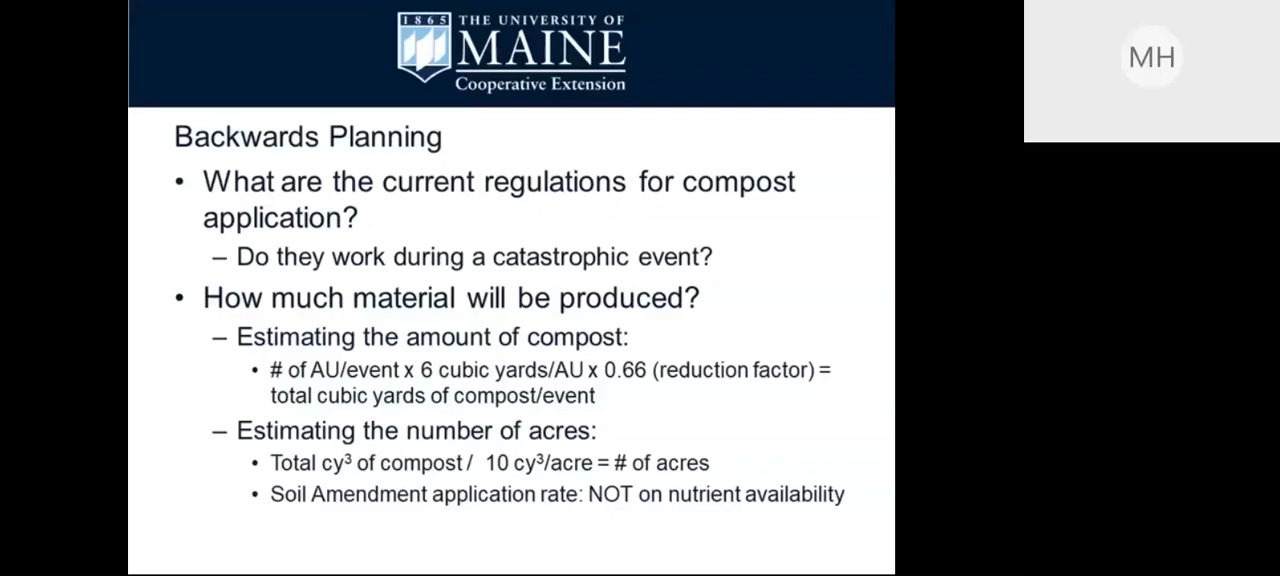 1865
THE UNIVERSITY OF
MAINE
Cooperative Extension
MH
Backwards Planning
• What are the current regulations for compost
application?
– Do they work during a catastrophic event?
• How much material will be produced?
– Estimating the amount of compost:
• # of AU/event x 6 cubic yards/AU x 0.66 (reduction factor) =
total cubic yards of compost/event
– Estimating the number of acres:
• Total cy³ of compost / 10 cy³/acre = # of acres
• Soil Amendment application rate: NOT on nutrient availability